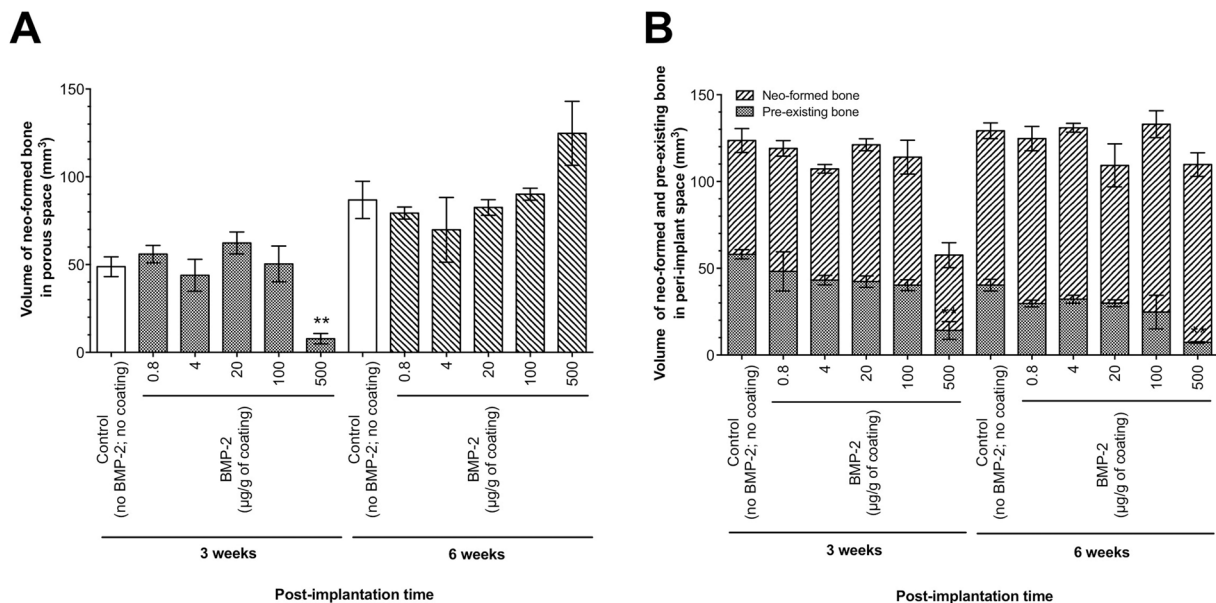 A
Volume of neo-formed bone
in porous space (mm³)
150
100
50
0
**
Control
(no BMP-2; no coating)
0.8
4
20
100
500
BMP-2
(µg/g of coating)
Control
(no BMP-2; no coating)
0.8
4
20
100
500
BMP-2
(µg/g of coating)
3 weeks
6 weeks
Post-implantation time
B
Volume of neo-formed and pre-existing bone
in peri-implant space (mm³)
150
100
50
0
Neo-formed bone
Pre-existing bone
**
**
Control
(no BMP-2; no coating)
0.8
4
20
100
500
BMP-2
(µg/g of coating)
Control
(no BMP-2; no coating)
0.8
4
20
100
500
BMP-2
(µg/g of coating)
3 weeks
6 weeks
Post-implantation time